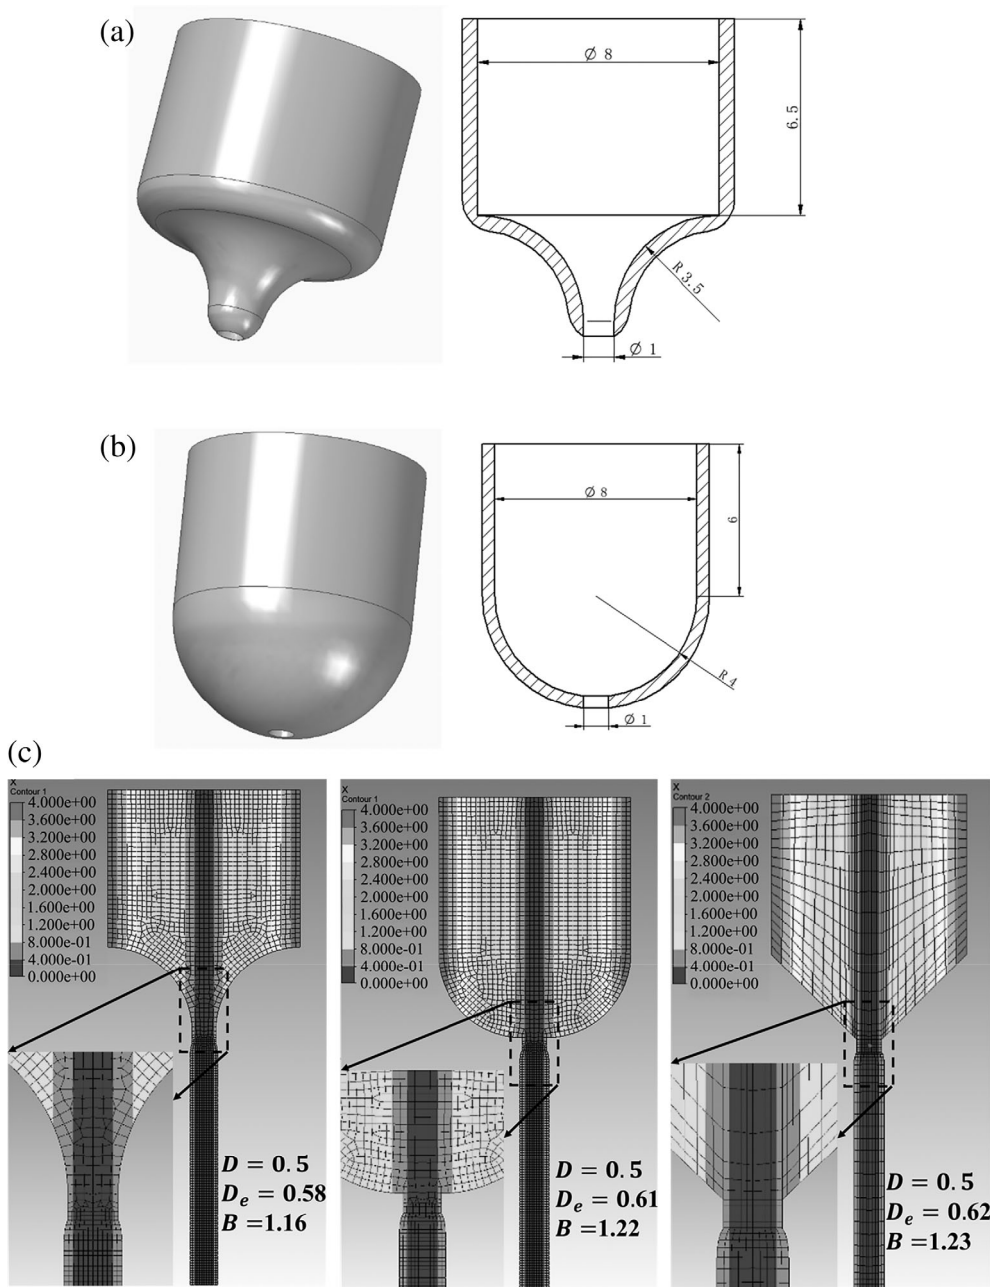 (a)
Ø 8
6.5
R 3.5
Ø 1
(b)
Ø 8
6
R 4
Ø 1
(c)
X
Contour 1
4.000e+00
3.600e+00
3.200e+00
2.800e+00
2.400e+00
2.000e+00
1.600e+00
1.200e+00
8.000e-01
4.000e-01
0.000e+00
D = 0.5
Dₑ = 0.58
B = 1.16
X
Contour 1
4.000e+00
3.600e+00
3.200e+00
2.800e+00
2.400e+00
2.000e+00
1.600e+00
1.200e+00
8.000e-01
4.000e-01
0.000e+00
D = 0.5
Dₑ = 0.61
B = 1.22
X
Contour 2
4.000e+00
3.600e+00
3.200e+00
2.800e+00
2.400e+00
2.000e+00
1.600e+00
1.200e+00
8.000e-01
4.000e-01
0.000e+00
D = 0.5
Dₑ = 0.62
B = 1.23